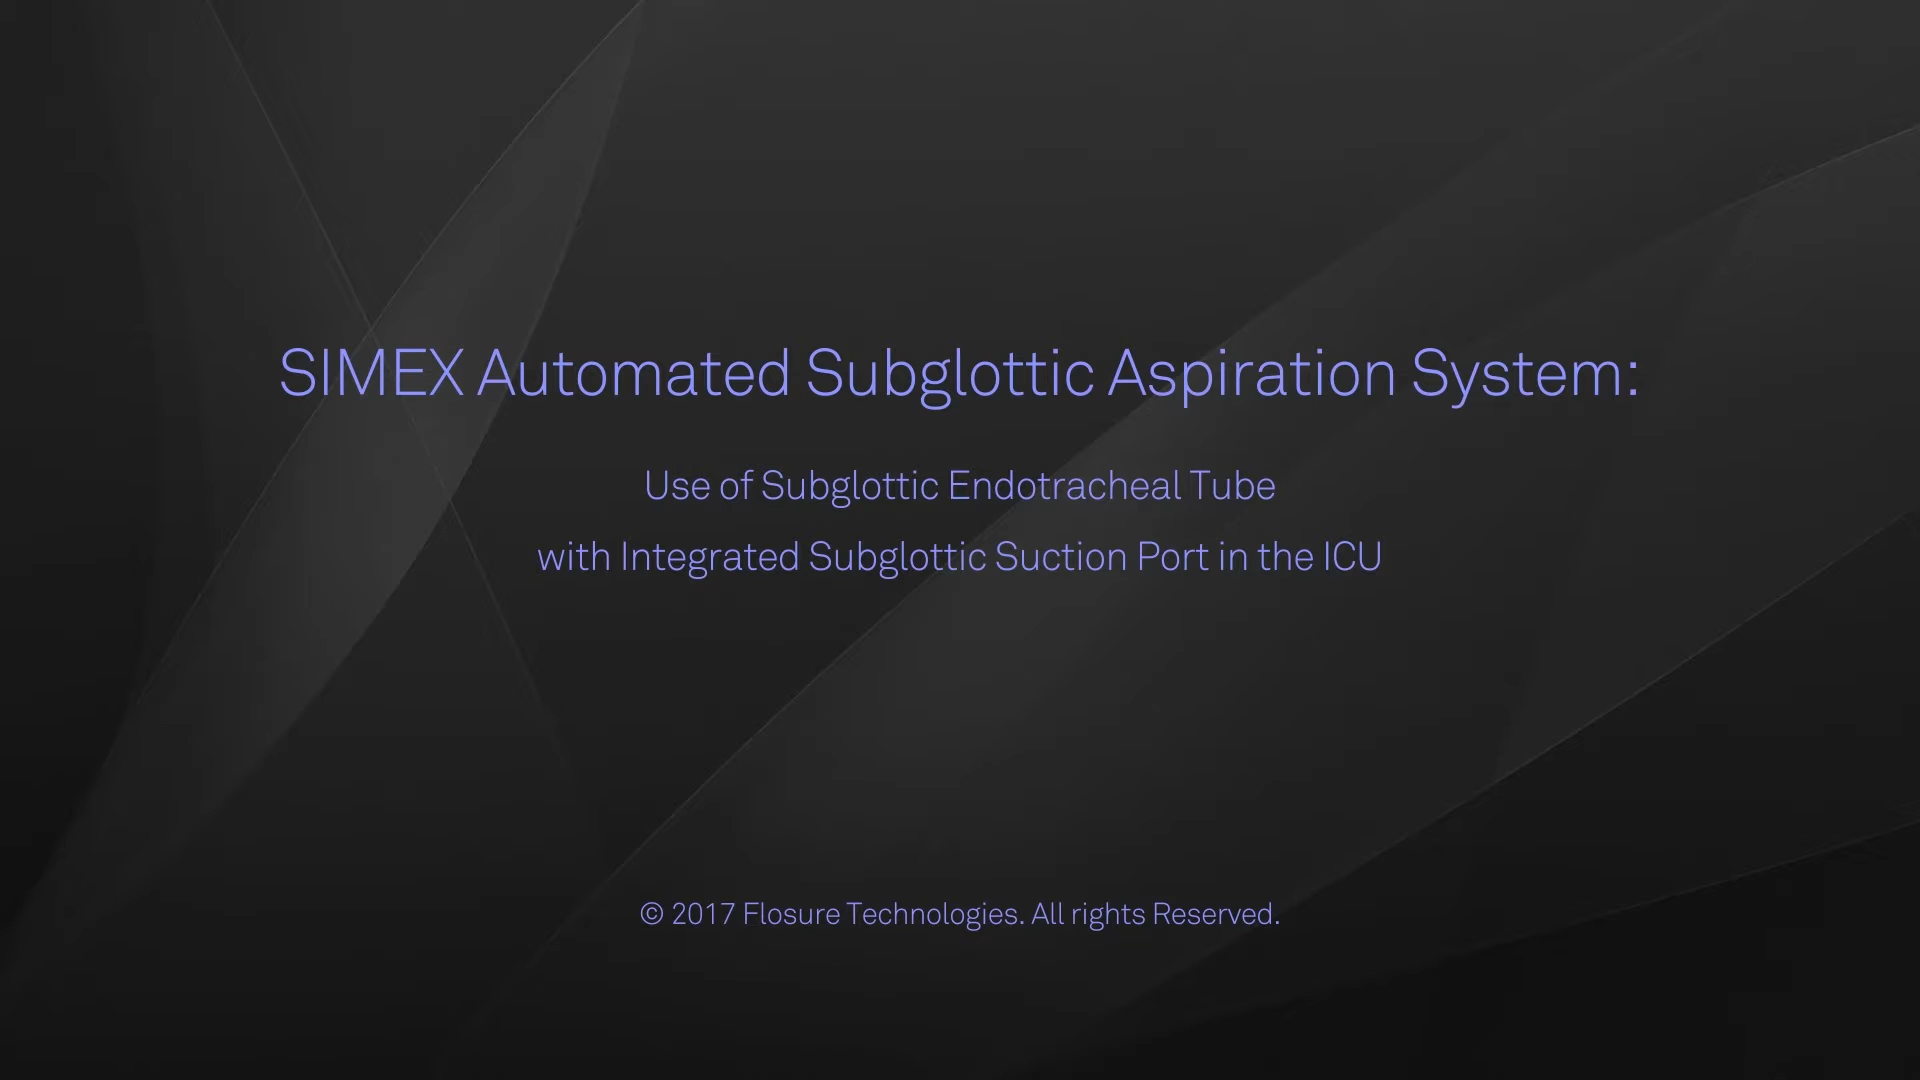 SIMEX Automated Subglottic Aspiration System:
Use of Subglottic Endotracheal Tube
with Integrated Subglottic Suction Port in the ICU
© 2017 Flosure Technologies. All rights Reserved.